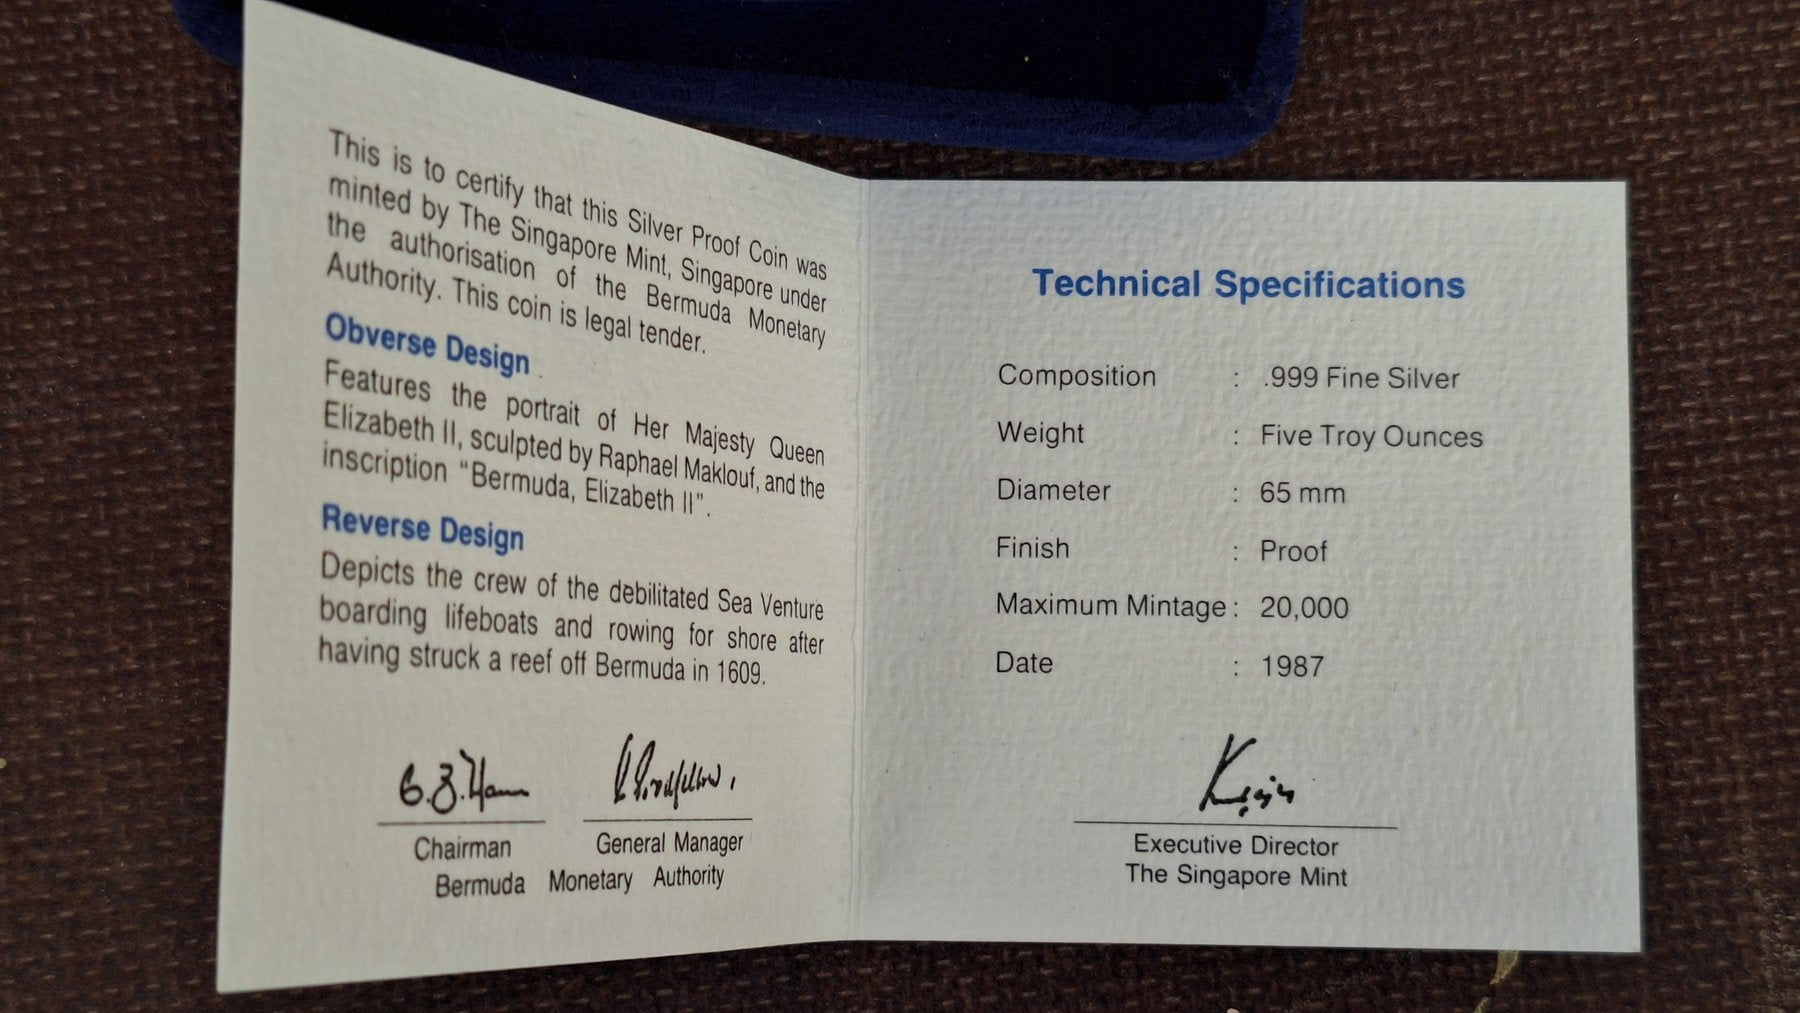 This is to certify that this Silver Proof Coin was
minted by The Singapore Mint, Singapore under
the authorisation of the Bermuda Monetary
Authority. This coin is legal tender.
Obverse Design
Features the portrait of Her Majesty Queen
Elizabeth II, sculpted by Raphael Maklouf, and the
inscription "Bermuda, Elizabeth II".
Reverse Design
Depicts the crew of the debilitated Sea Venture
boarding lifeboats and rowing for shore after
having struck a reef off Bermuda in 1609.
Chairman General Manager
Bermuda Monetary Authority
Technical Specifications
Composition : .999 Fine Silver
Weight : Five Troy Ounces
Diameter : 65 mm
Finish : Proof
Maximum Mintage : 20,000
Date : 1987
Executive Director
The Singapore Mint